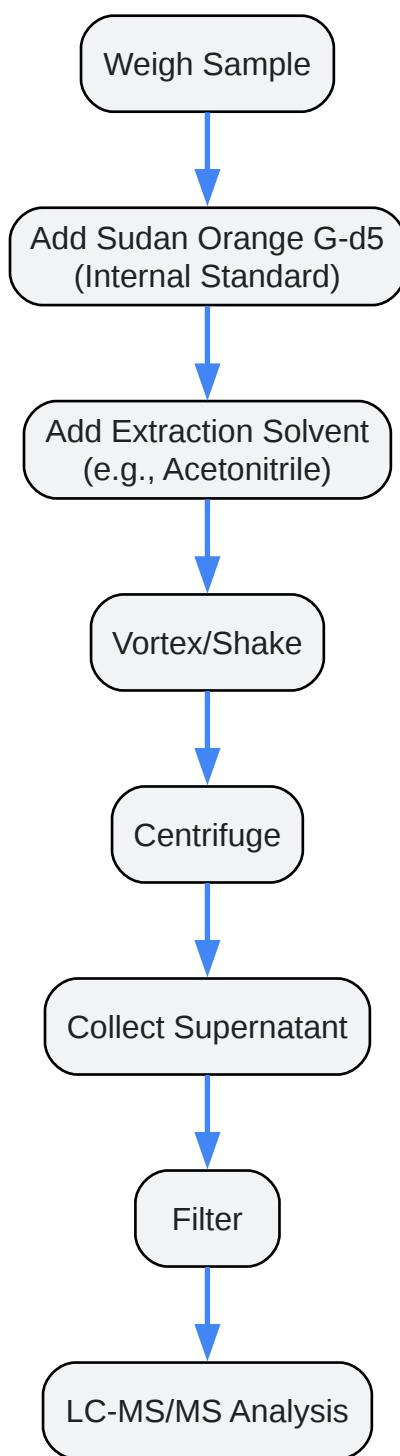 Weigh Sample
Add Sudan Orange G-d5
(Internal Standard)
Add Extraction Solvent
(e.g., Acetonitrile)
Vortex/Shake
Centrifuge
Collect Supernatant
Filter
LC-MS/MS Analysis